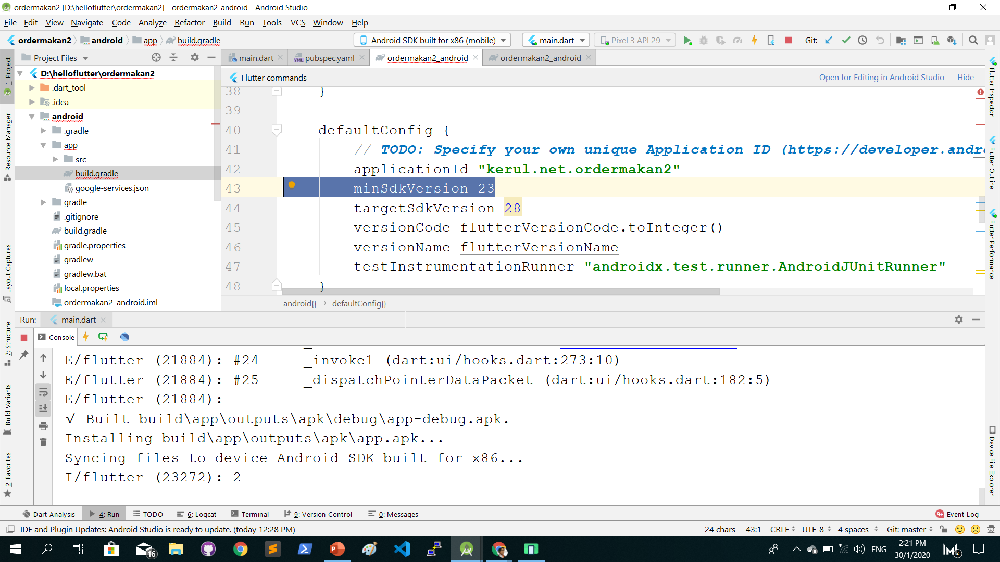 ordermakan2 [D:\helloflutter\ordermakan2] - ordermakan2_android - Android Studio
File Edit View Navigate Code Analyze Refactor Build Run Tools VCS Window Help
ordermakan2 android app build.gradle Android SDK built for x86 (mobile) main.dart Pixel 3 API 29 Git:
Project Files main.dart pubspec.yaml ordermakan2_android ordermakan2_android
1: Project
Resource Manager
Layout Captures
7: Structure
Build Variants
2: Favorites
D:\helloflutter\ordermakan2
.dart_tool
.idea
android
.gradle
app
src
build.gradle
google-services.json
gradle
.gitignore
build.gradle
gradle.properties
gradlew
gradlew.bat
local.properties
ordermakan2_android.iml
Flutter commands Open for Editing in Android Studio Hide
38 }
39
40 defaultConfig {
41 // TODO: Specify your own unique Application ID (https://developer.andr
42 applicationId "kerul.net.ordermakan2"
43 minSdkVersion 23
44 targetSdkVersion 28
45 versionCode flutterVersionCode.toInteger()
46 versionName flutterVersionName
47 testInstrumentationRunner "androidx.test.runner.AndroidJUnitRunner"
48 }
android{} defaultConfig{}
Flutter Inspector
Flutter Outline
Flutter Performance
Device File Explorer
Run: main.dart
Console
E/flutter (21884): #24 _invoke1 (dart:ui/hooks.dart:273:10)
E/flutter (21884): #25 _dispatchPointerDataPacket (dart:ui/hooks.dart:182:5)
E/flutter (21884):
√ Built build\app\outputs\apk\debug\app-debug.apk.
Installing build\app\outputs\apk\app.apk...
Syncing files to device Android SDK built for x86...
I/flutter (23272): 2
Dart Analysis 4: Run TODO 6: Logcat Terminal 9: Version Control 0: Messages 9+ Event Log
IDE and Plugin Updates: Android Studio is ready to update. (today 12:28 PM) 24 chars 43:1 CRLF UTF-8 4 spaces Git: master
16 ENG 2:21 PM 2
30/1/2020